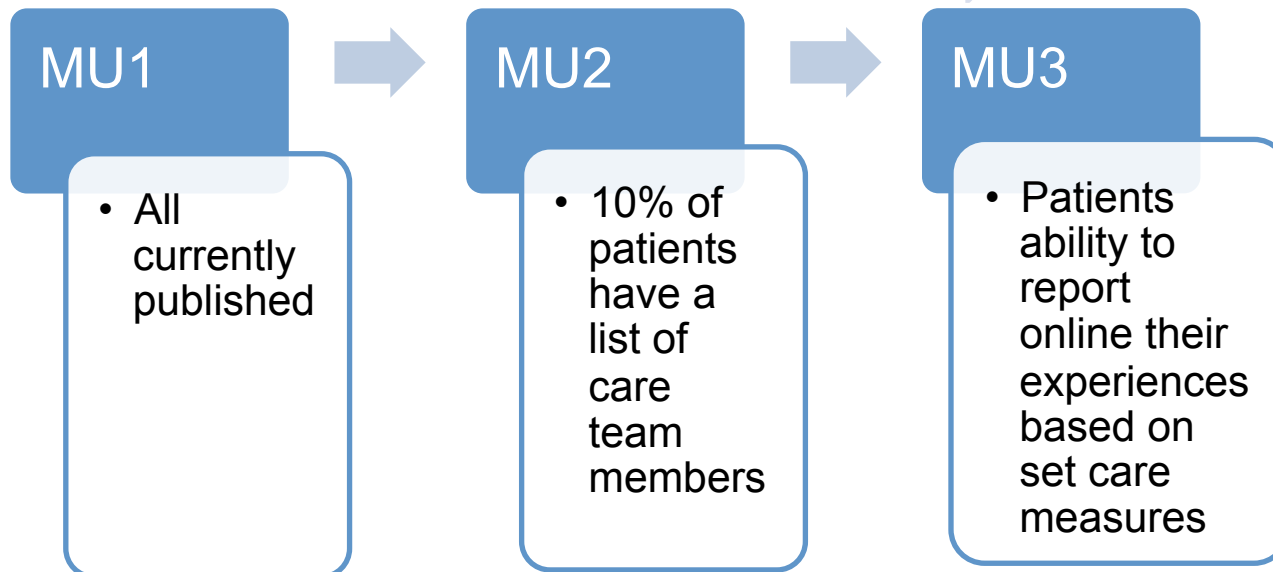 MU1
• All
currently
published
MU2
• 10% of
patients
have a
list of
care
team
members
MU3
• Patients
ability to
report
online their
experiences
based on
set care
measures